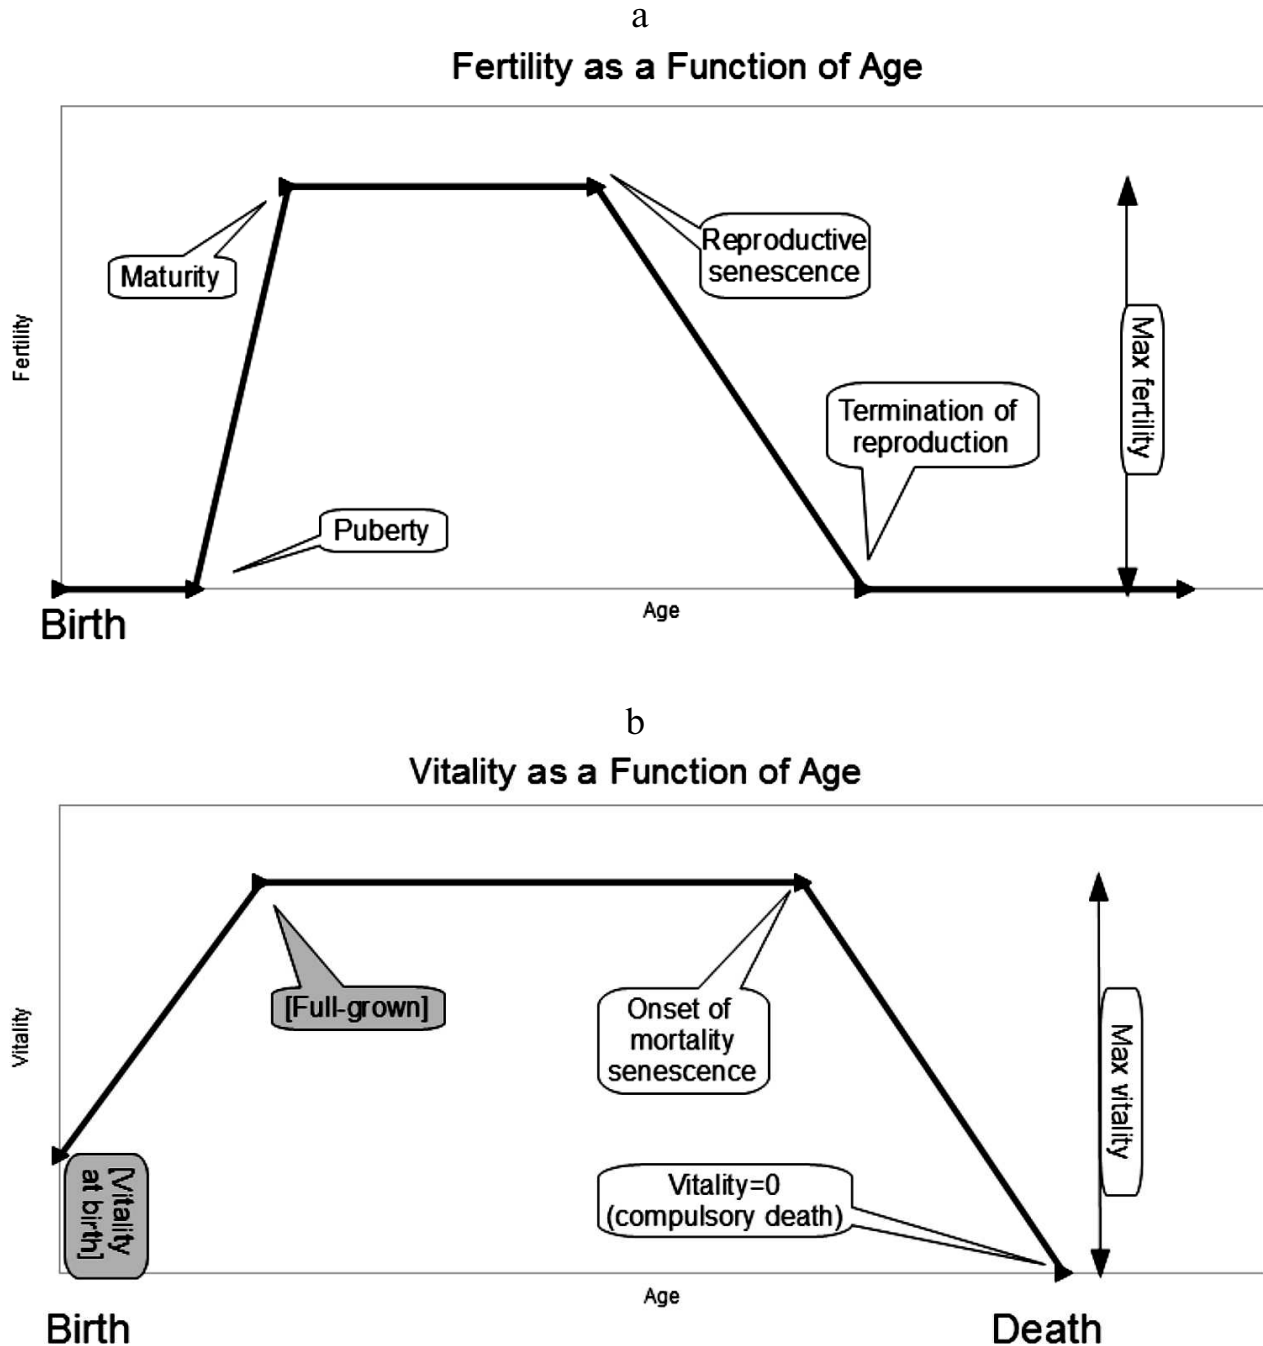 a
Fertility as a Function of Age
Maturity
Reproductive
senescence
Fertility
Max fertility
Termination of
reproduction
Puberty
Age
Birth
b
Vitality as a Function of Age
[Full-grown]
Onset of
mortality
senescence
Vitality
Max vitality
[Vitality
at birth]
Vitality=0
(compulsory death)
Age
Birth
Death